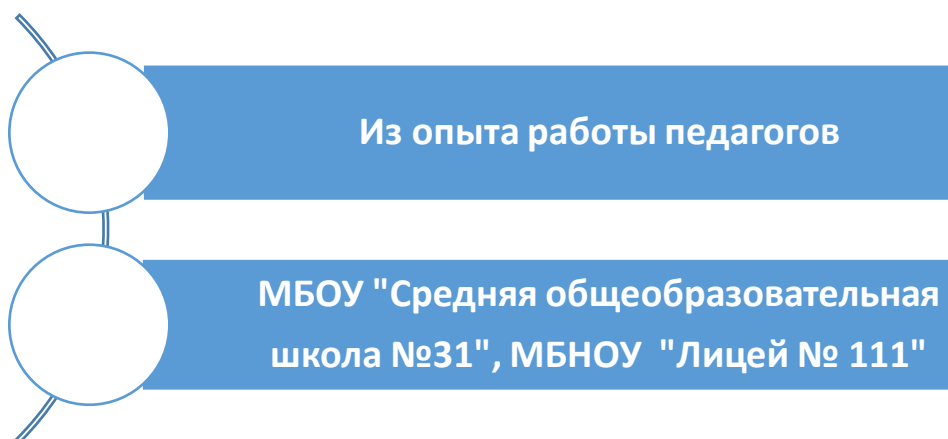 Из опыта работы педагогов
МБОУ "Средняя общеобразовательная
школа №31", МБНОУ "Лицей № 111"